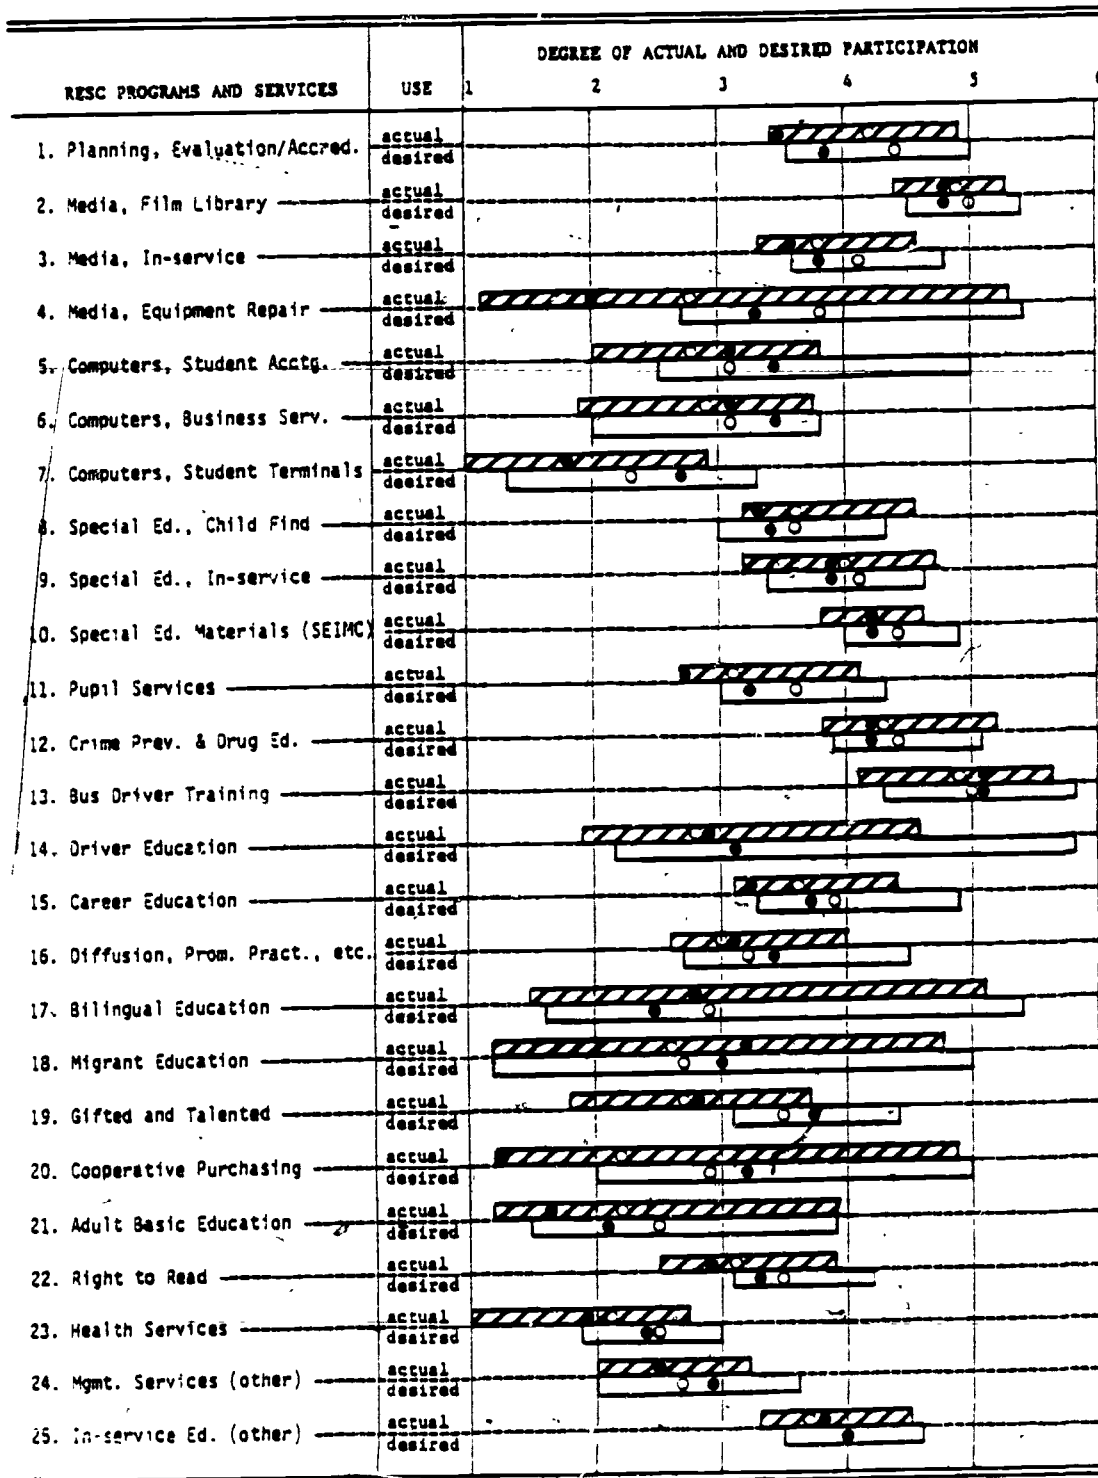 DEGREE OF ACTUAL AND DESIRED PARTICIPATION
RESC PROGRAMS AND SERVICES USE 1 2 3 4 5 6
1. Planning, Evaluation/Accred. actual
desired
2. Media, Film Library actual
desired
3. Media, In-service actual
desired
4. Media, Equipment Repair actual
desired
5. Computers, Student Acctg. actual
desired
6. Computers, Business Serv. actual
desired
7. Computers, Student Terminals actual
desired
8. Special Ed., Child Find actual
desired
9. Special Ed., In-service actual
desired
10. Special Ed. Materials (SEIMC) actual
desired
11. Pupil Services actual
desired
12. Crime Prev. & Drug Ed. actual
desired
13. Bus Driver Training actual
desired
14. Driver Education actual
desired
15. Career Education actual
desired
16. Diffusion, Prom. Pract., etc. actual
desired
17. Bilingual Education actual
desired
18. Migrant Education actual
desired
19. Gifted and Talented actual
desired
20. Cooperative Purchasing actual
desired
21. Adult Basic Education actual
desired
22. Right to Read actual
desired
23. Health Services actual
desired
24. Mgmt. Services (other) actual
desired
25. In-service Ed. (other) actual
desired